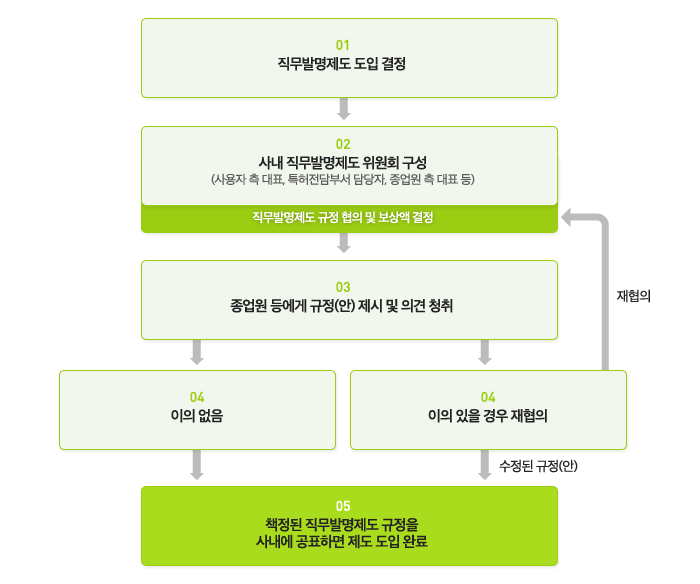 01
직무발명제도 도입 결정
02
사내 직무발명제도 위원회 구성
(사용자 측 대표, 특허전담부서 담당자, 종업원 측 대표 등)
직무발명제도 규정 협의 및 보상액 결정
03
종업원 등에게 규정(안) 제시 및 의견 청취
재협의
04
이의 없음
04
이의 있을 경우 재협의
수정된 규정(안)
05
책정된 직무발명제도 규정을
사내에 공표하면 제도 도입 완료